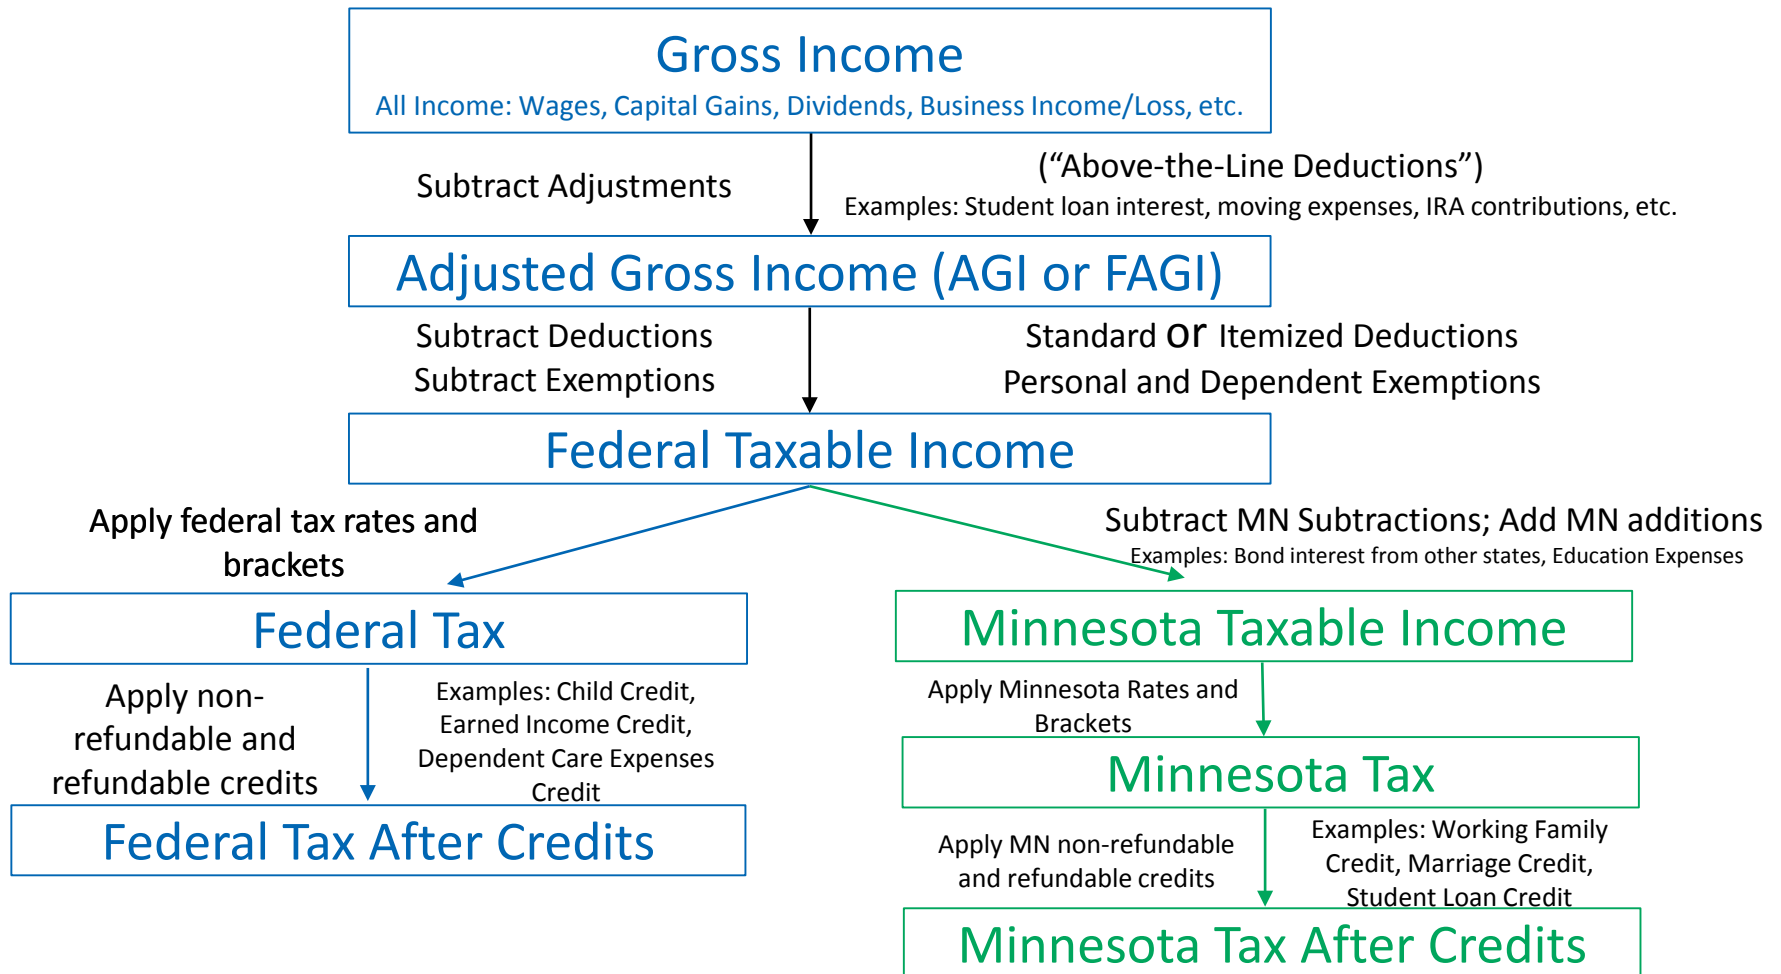 Gross Income
All Income: Wages, Capital Gains, Dividends, Business Income/Loss, etc.
Subtract Adjustments
(“Above-the-Line Deductions”)
Examples: Student loan interest, moving expenses, IRA contributions, etc.
Adjusted Gross Income (AGI or FAGI)
Subtract Deductions
Subtract Exemptions
Standard or Itemized Deductions
Personal and Dependent Exemptions
Federal Taxable Income
Apply federal tax rates and
brackets
Subtract MN Subtractions; Add MN additions
Examples: Bond interest from other states, Education Expenses
Federal Tax
Minnesota Taxable Income
Apply non-
refundable and
refundable credits
Examples: Child Credit,
Earned Income Credit,
Dependent Care Expenses
Credit
Apply Minnesota Rates and
Brackets
Minnesota Tax
Federal Tax After Credits
Apply MN non-refundable
and refundable credits
Examples: Working Family
Credit, Marriage Credit,
Student Loan Credit
Minnesota Tax After Credits